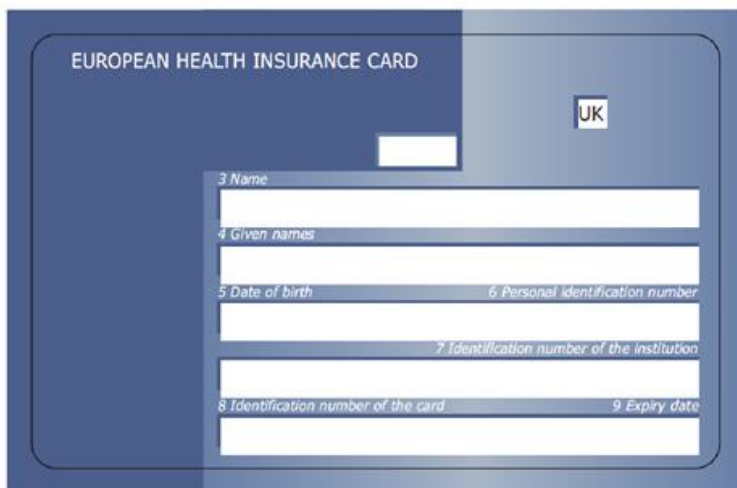 EUROPEAN HEALTH INSURANCE CARD
UK
3 Name
4 Given names
5 Date of birth 6 Personal identification number
7 Identification number of the institution
8 Identification number of the card 9 Expiry date